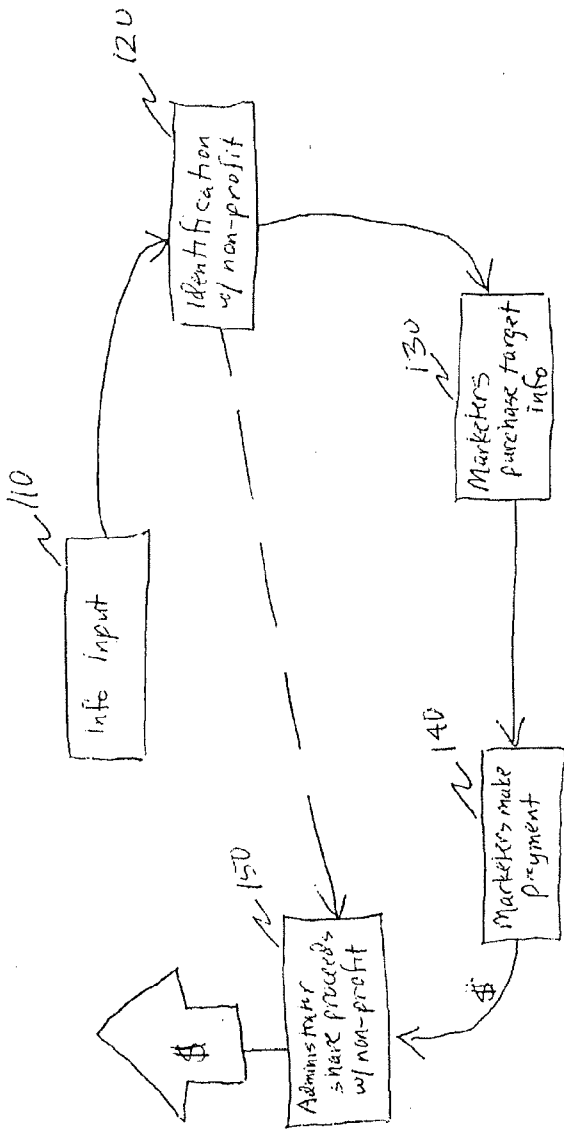 110
Info input
120
Identification
w/ non-profit
130
Marketers
purchase target
info
140
Marketers make
payment
$
150
Administrator
share proceeds
w/ non-profit
$